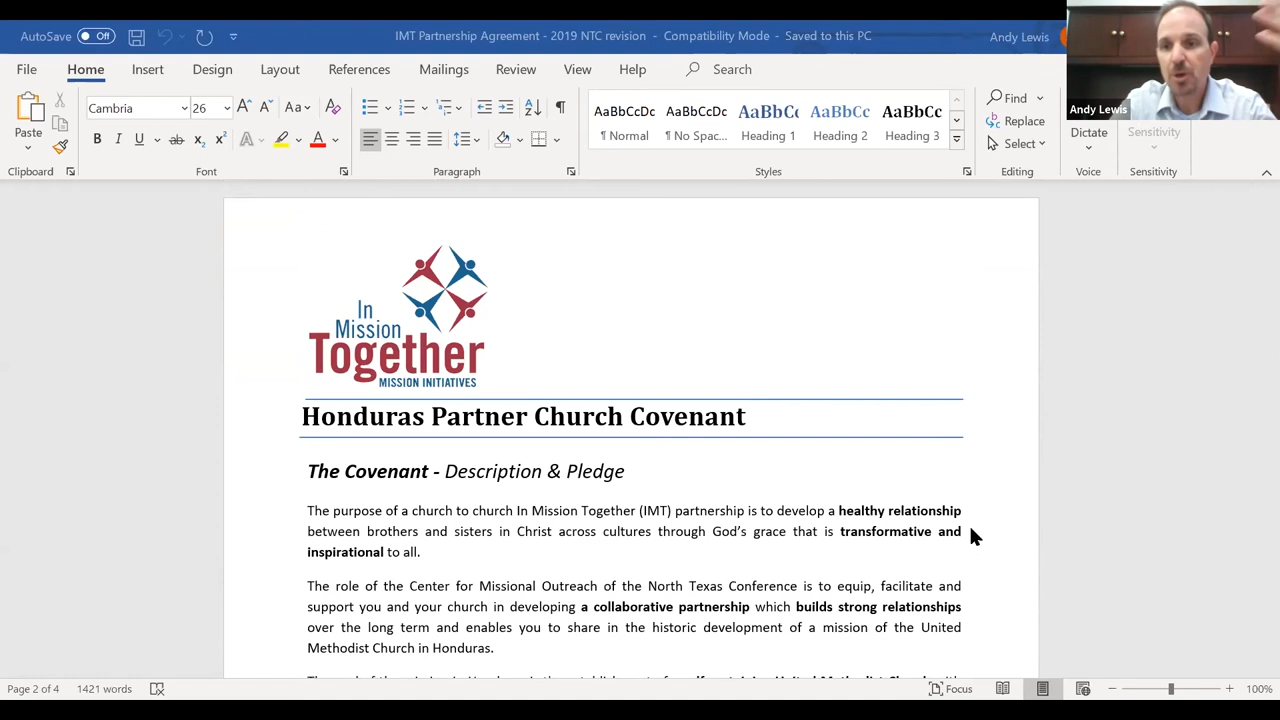 AutoSave Off IMT Partnership Agreement - 2019 NTC revision - Compatibility Mode - Saved to this PC Andy Lewis
File Home Insert Design Layout References Mailings Review View Help Search
Andy Lewis
Paste
Cambria 26
Aa
B I U ab x₂ x² A A
AaBbCcDc AaBbCcDc AaBbCc AaBbCc AaBbCc
¶ Normal ¶ No Spac... Heading 1 Heading 2 Heading 3
Find
Replace
Select
Dictate
Sensitivity
Clipboard Font Paragraph Styles Editing Voice Sensitivity
In
Mission
Together
MISSION INITIATIVES
Honduras Partner Church Covenant
The Covenant - Description & Pledge
The purpose of a church to church In Mission Together (IMT) partnership is to develop a healthy relationship
between brothers and sisters in Christ across cultures through God's grace that is transformative and
inspirational to all.
The role of the Center for Missional Outreach of the North Texas Conference is to equip, facilitate and
support you and your church in developing a collaborative partnership which builds strong relationships
over the long term and enables you to share in the historic development of a mission of the United
Methodist Church in Honduras.
Page 2 of 4 1421 words Focus 100%